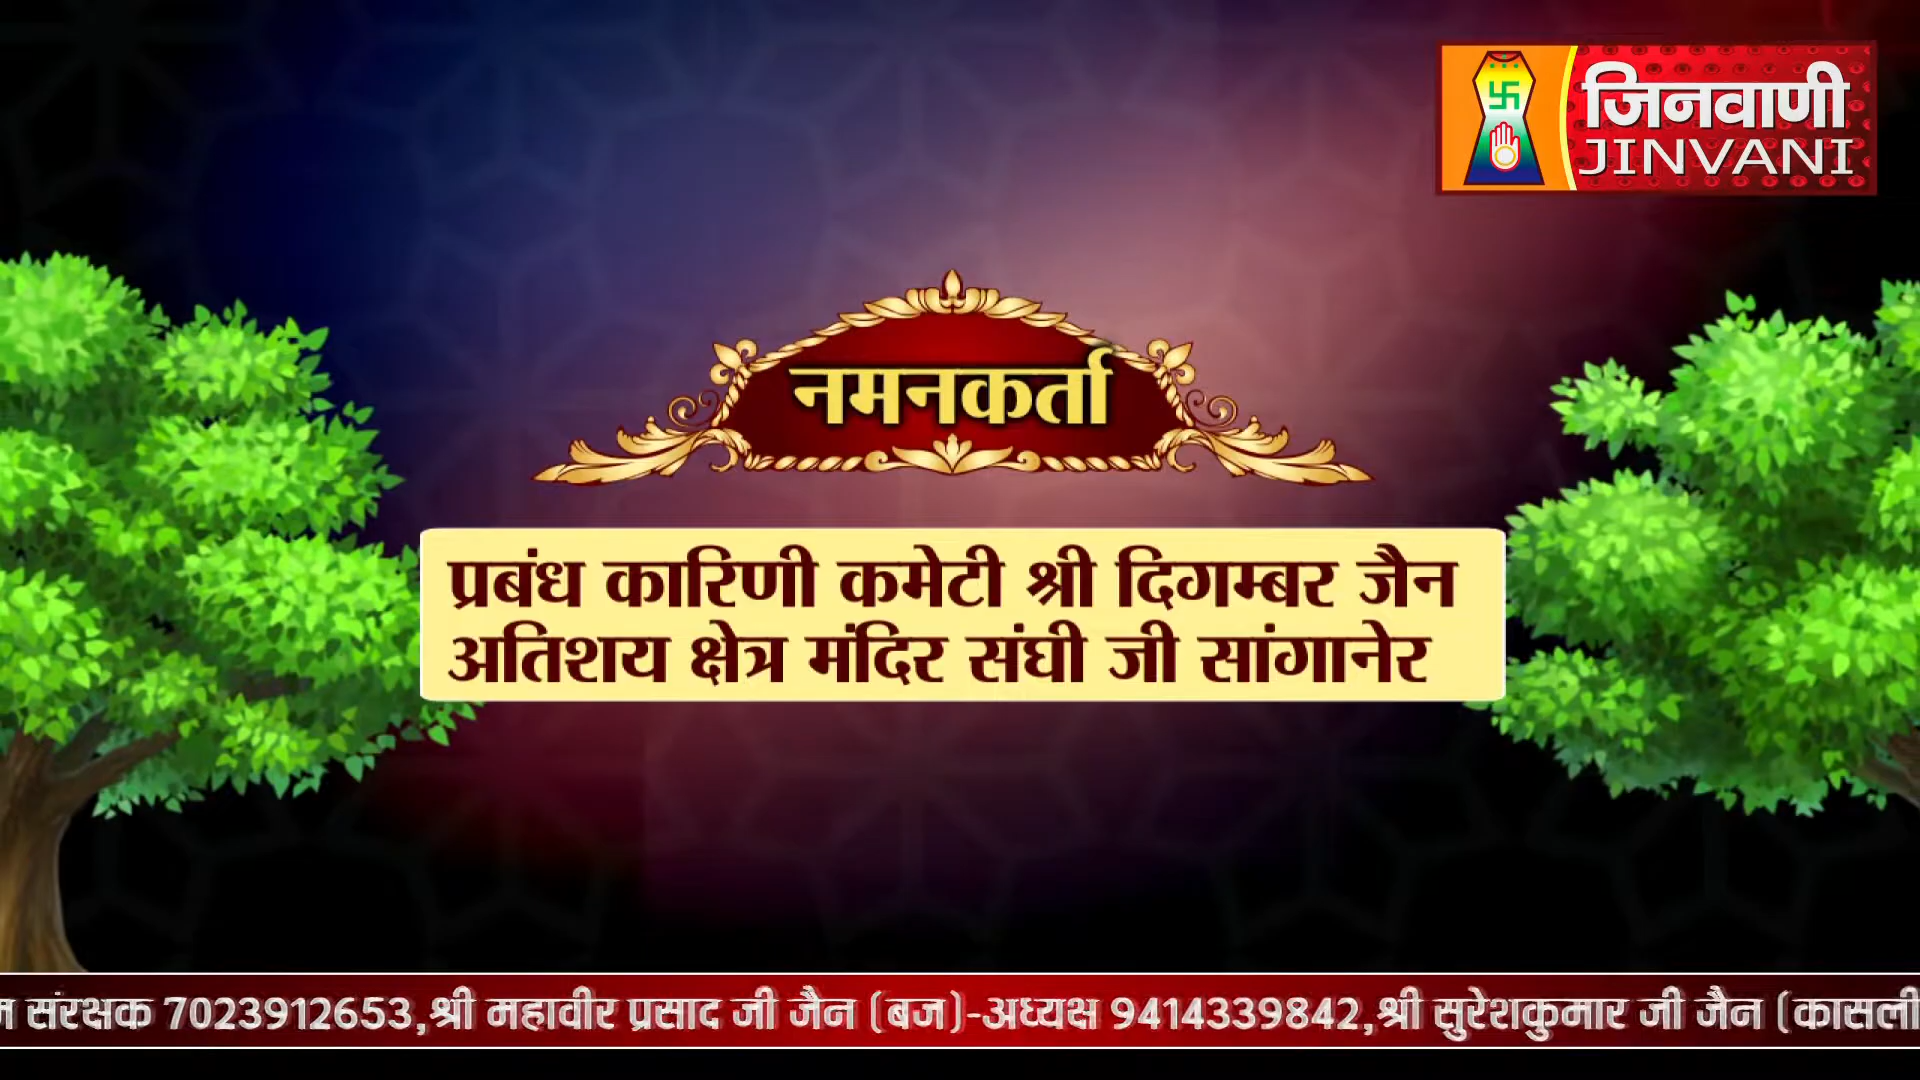 जिनवाणी
JINVANI
नमनकर्ता
प्रबंध कारिणी कमेटी श्री दिगम्बर जैन
अतिशय क्षेत्र मंदिर संघी जी सांगानेर
संरक्षक 7023912653,श्री महावीर प्रसाद जी जैन (बज)-अध्यक्ष 9414339842,श्री सुरेशकुमार जी जैन (कासली